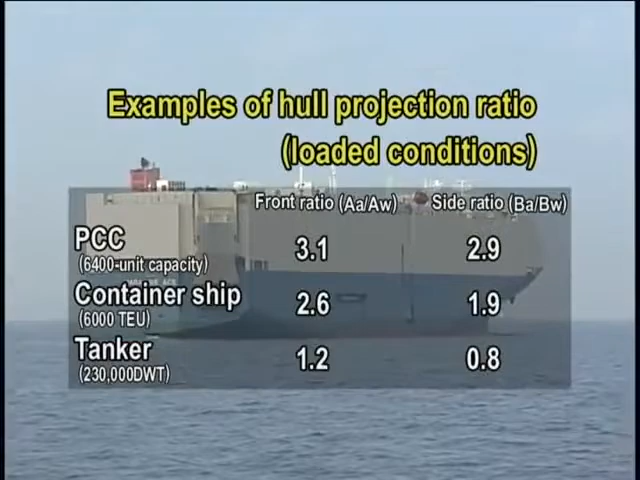 Examples of hull projection ratio
(loaded conditions)
Front ratio (Aa/Aw) Side ratio (Ba/Bw)
PCC 3.1 2.9
(6400-unit capacity)
Container ship 2.6 1.9
(6000 TEU)
Tanker 1.2 0.8
(230,000DWT)